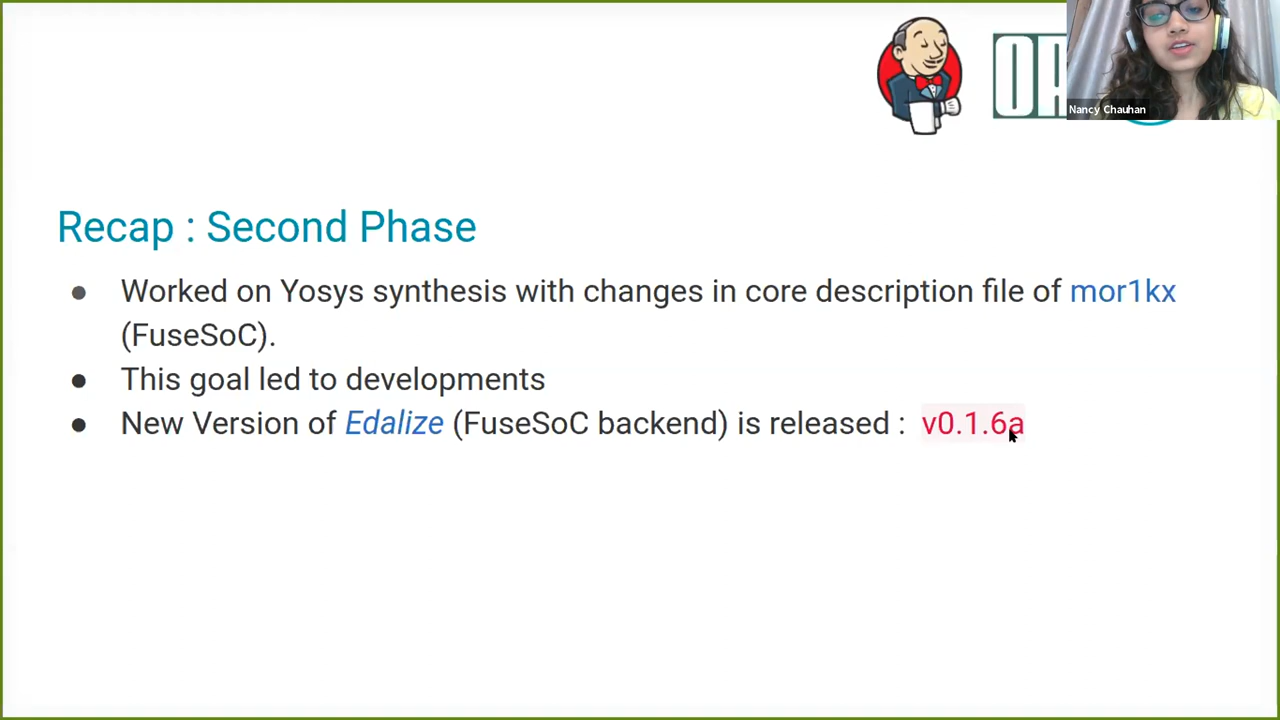 Nancy Chauhan
Recap : Second Phase
● Worked on Yosys synthesis with changes in core description file of mor1kx
(FuseSoC).
● This goal led to developments
● New Version of Edalize (FuseSoC backend) is released : v0.1.6a